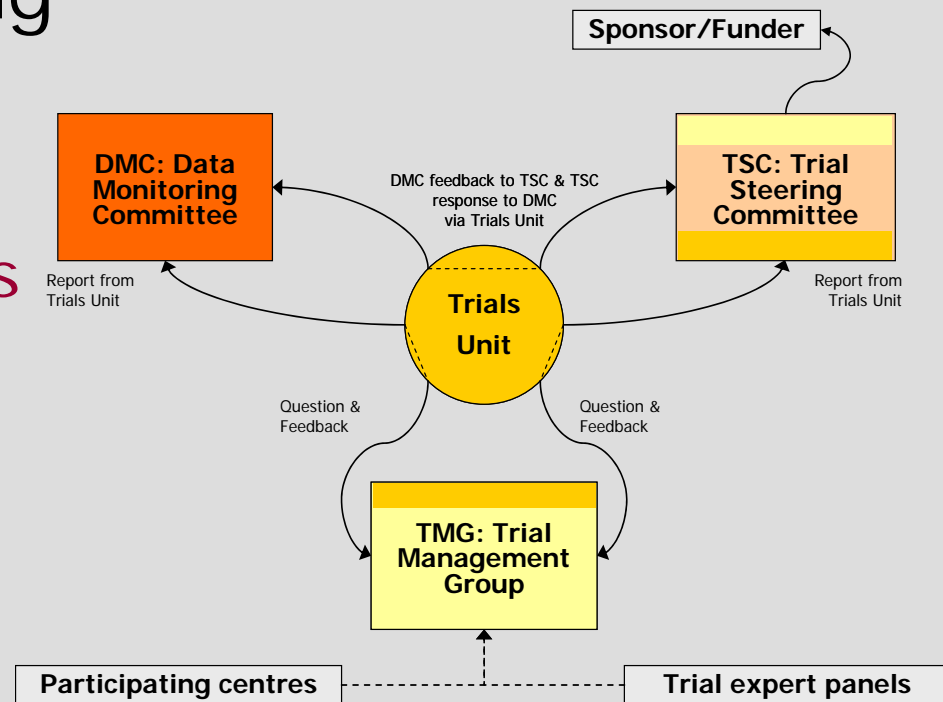 Sponsor/Funder
DMC: Data
Monitoring
Committee
DMC feedback to TSC & TSC
response to DMC
via Trials Unit
TSC: Trial
Steering
Committee
Report from
Trials Unit
Report from
Trials Unit
Trials
Unit
Question &
Feedback
Question &
Feedback
TMG: Trial
Management
Group
Participating centres
Trial expert panels